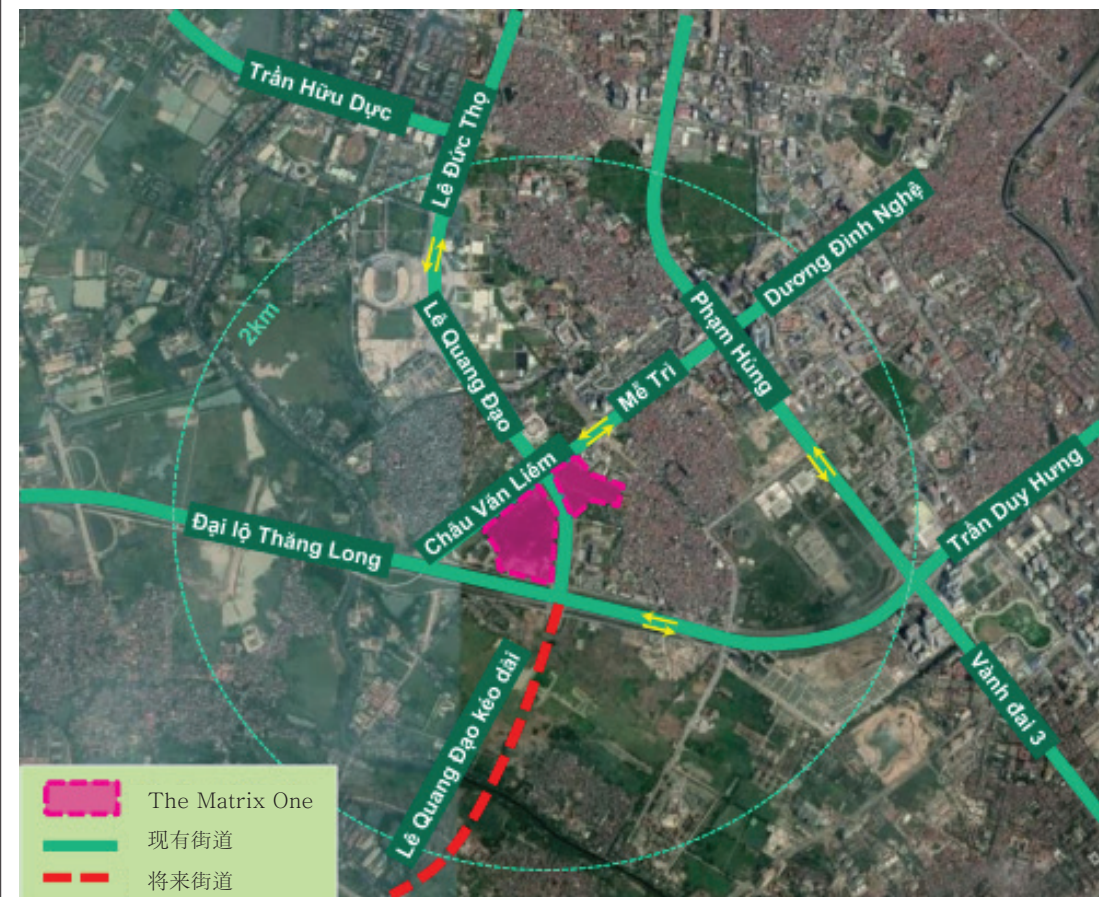 Trần Hữu Dực
Lê Đức Thọ
2km
Lê Quang Đạo
Phạm Hùng
Dương Đình Nghệ
Mễ Trì
Châu Văn Liêm
Đại lộ Thăng Long
Trần Duy Hưng
Vành đai 3
Lê Quang Đạo kéo dài
The Matrix One
现有街道
将来街道